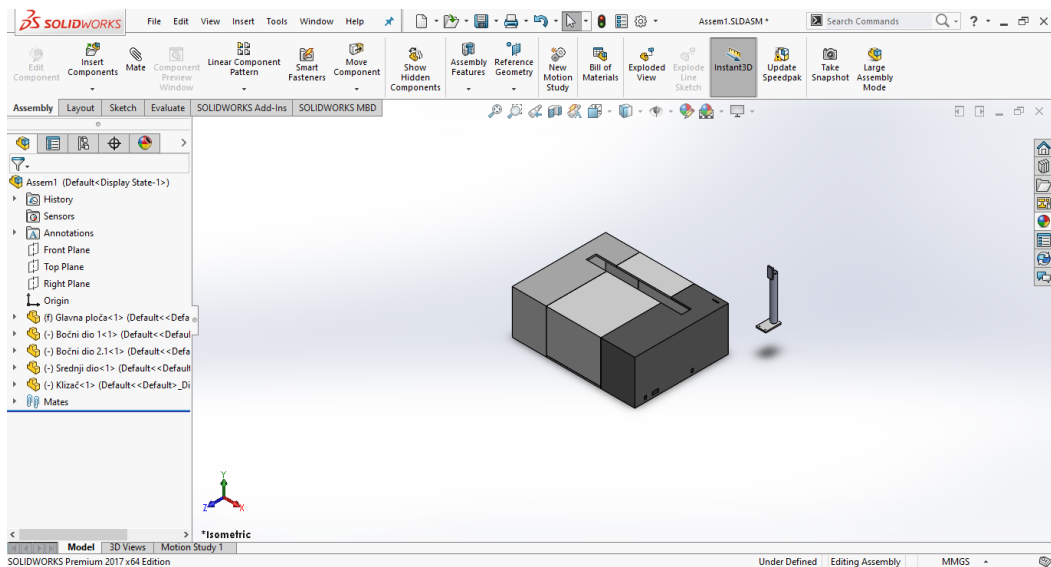 SOLIDWORKS File Edit View Insert Tools Window Help Assem1.SLDASM * Search Commands
Edit Component
Insert Components
Mate
Component Preview Window
Linear Component Pattern
Smart Fasteners
Move Component
Show Hidden Components
Assembly Features
Reference Geometry
New Motion Study
Bill of Materials
Exploded View
Explode Line Sketch
Instant3D
Update Speedpak
Take Snapshot
Large Assembly Mode
Assembly Layout Sketch Evaluate SOLIDWORKS Add-Ins SOLIDWORKS MBD
Assem1 (Default<Display State-1>)
History
Sensors
Annotations
Front Plane
Top Plane
Right Plane
Origin
(f) Glavna ploča<1> (Default<<Defa
(-) Bočni dio 1<1> (Default<<Defaul
(-) Bočni dio 2.1<1> (Default<<Defa
(-) Srednji dio<1> (Default<<Default
(-) Klizač<1> (Default<<Default>_Di
Mates
Y
Z X
*Isometric
Model 3D Views Motion Study 1
SOLIDWORKS Premium 2017 x64 Edition Under Defined Editing Assembly MMGS